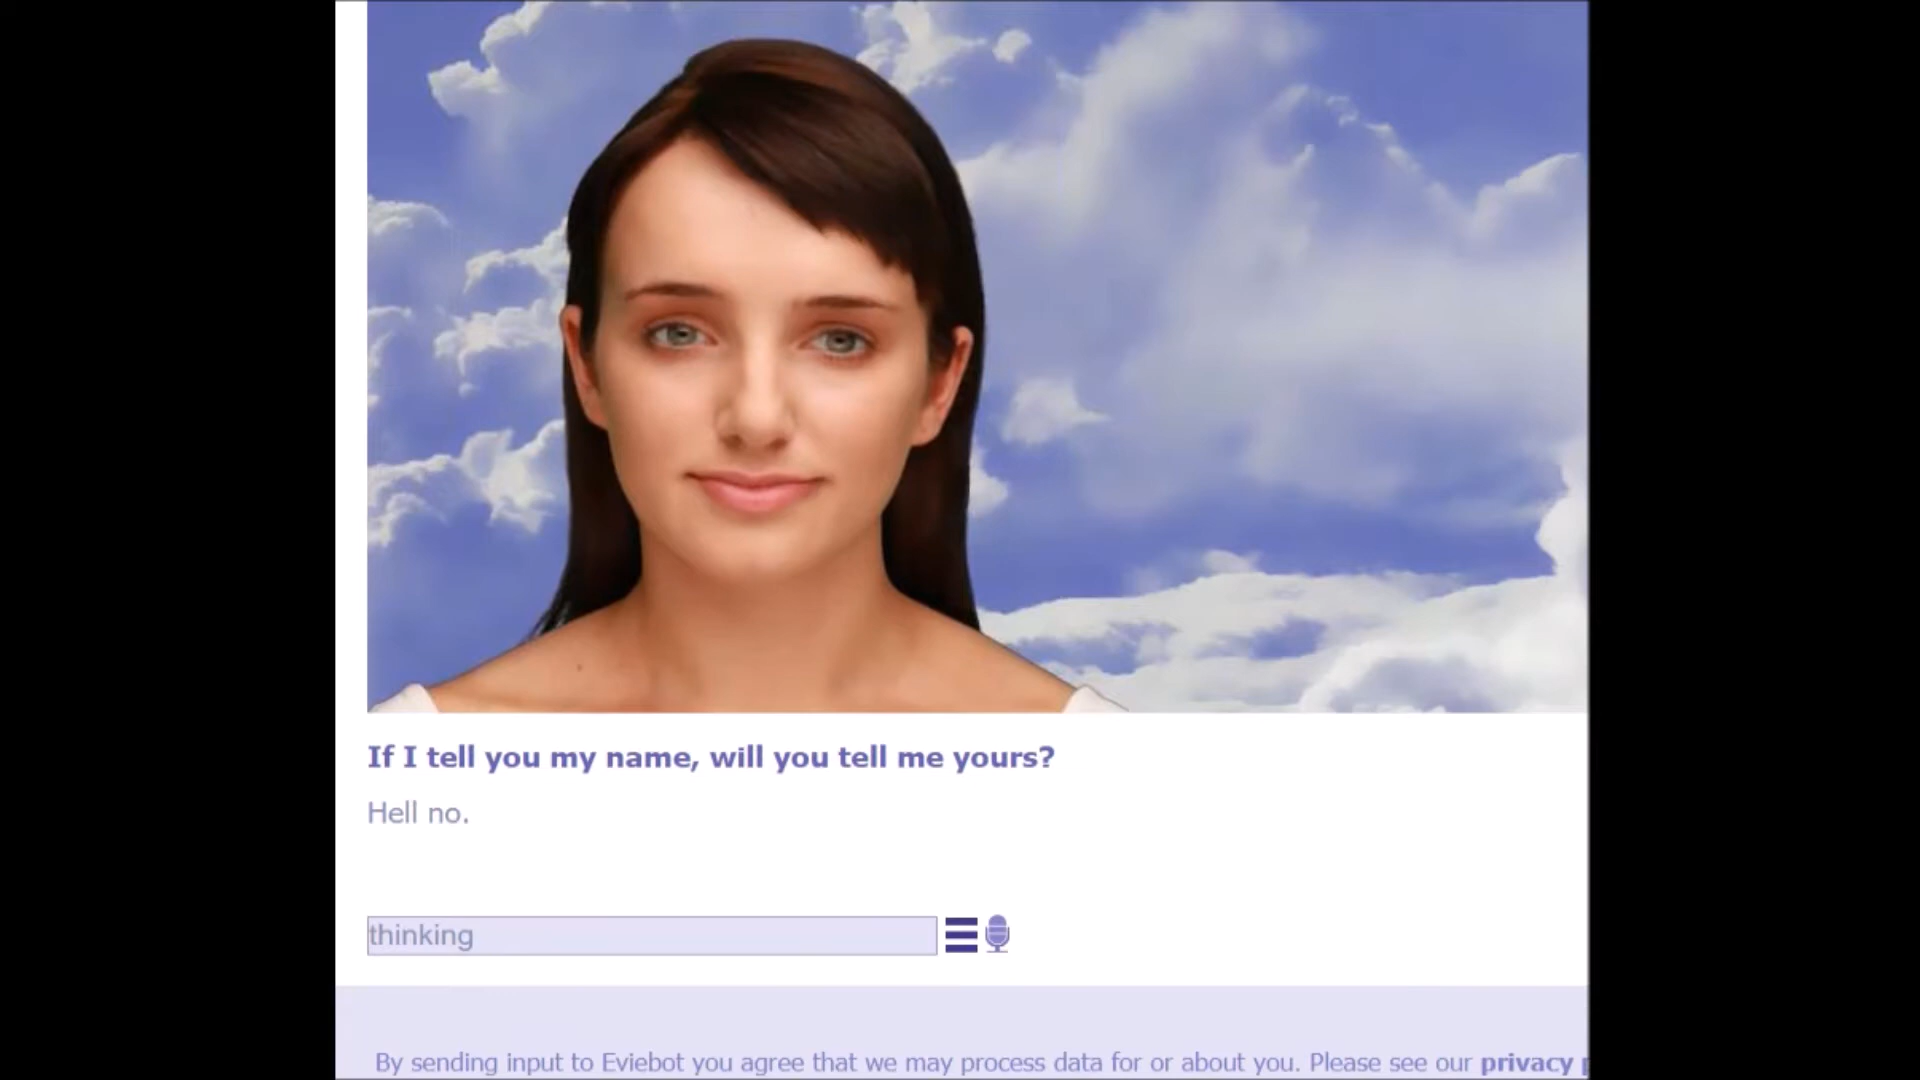 If I tell you my name, will you tell me yours?
Hell no.
thinking
By sending input to Eviebot you agree that we may process data for or about you. Please see our privacy